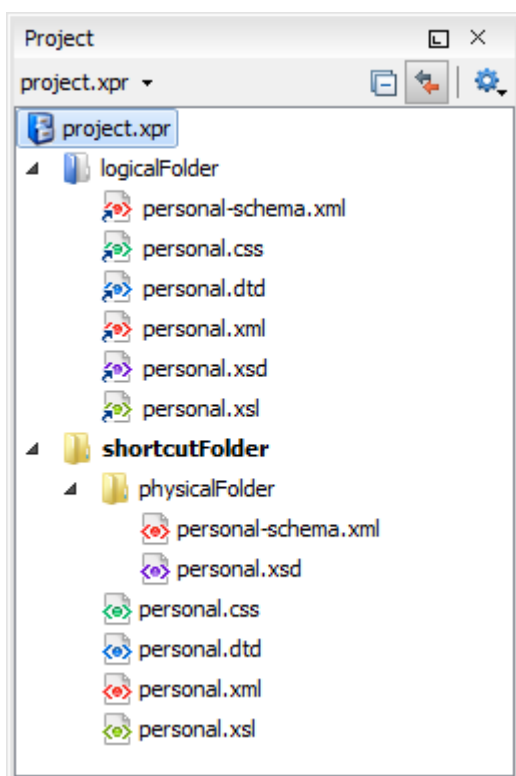 Project
project.xpr
project.xpr
logicalFolder
personal-schema.xml
personal.css
personal.dtd
personal.xml
personal.xsd
personal.xsl
shortcutFolder
physicalFolder
personal-schema.xml
personal.xsd
personal.css
personal.dtd
personal.xml
personal.xsl